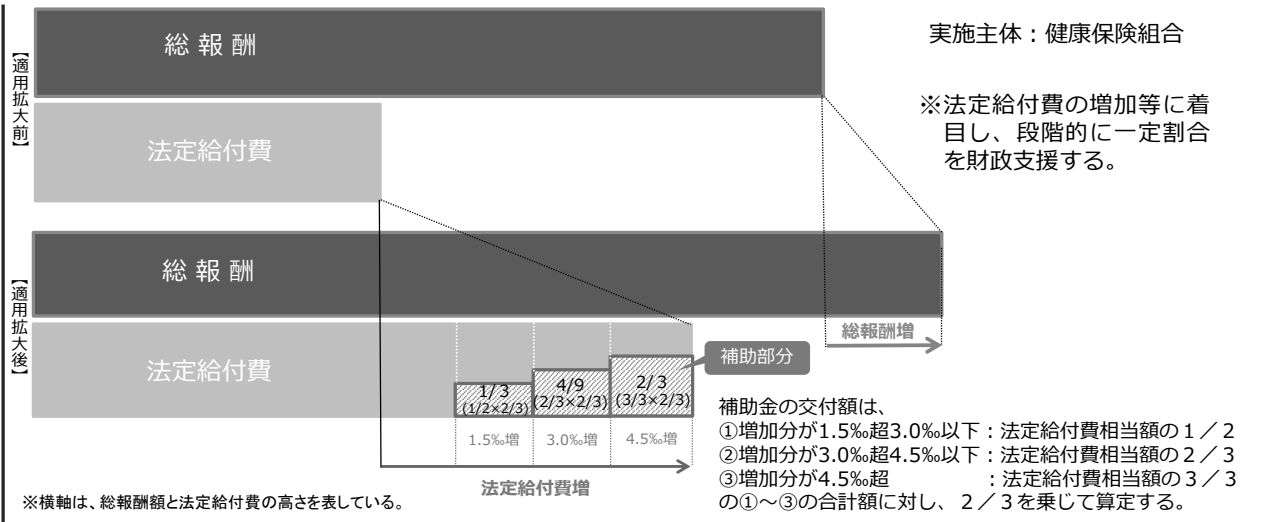 【適用拡大前】
総 報 酬
法定給付費
実施主体：健康保険組合
※法定給付費の増加等に着
目し、段階的に一定割合
を財政支援する。
【適用拡大後】
総 報 酬
総報酬増
法定給付費
1/3
(1/2×2/3)
4/9
(2/3×2/3)
2/3
(3/3×2/3)
補助部分
1.5‰増
3.0‰増
4.5‰増
法定給付費増
補助金の交付額は、
①増加分が1.5‰超3.0‰以下：法定給付費相当額の１／２
②増加分が3.0‰超4.5‰以下：法定給付費相当額の２／３
③増加分が4.5‰超　　　　　：法定給付費相当額の３／３
の①～③の合計額に対し、２／３を乗じて算定する。
※横軸は、総報酬額と法定給付費の高さを表している。